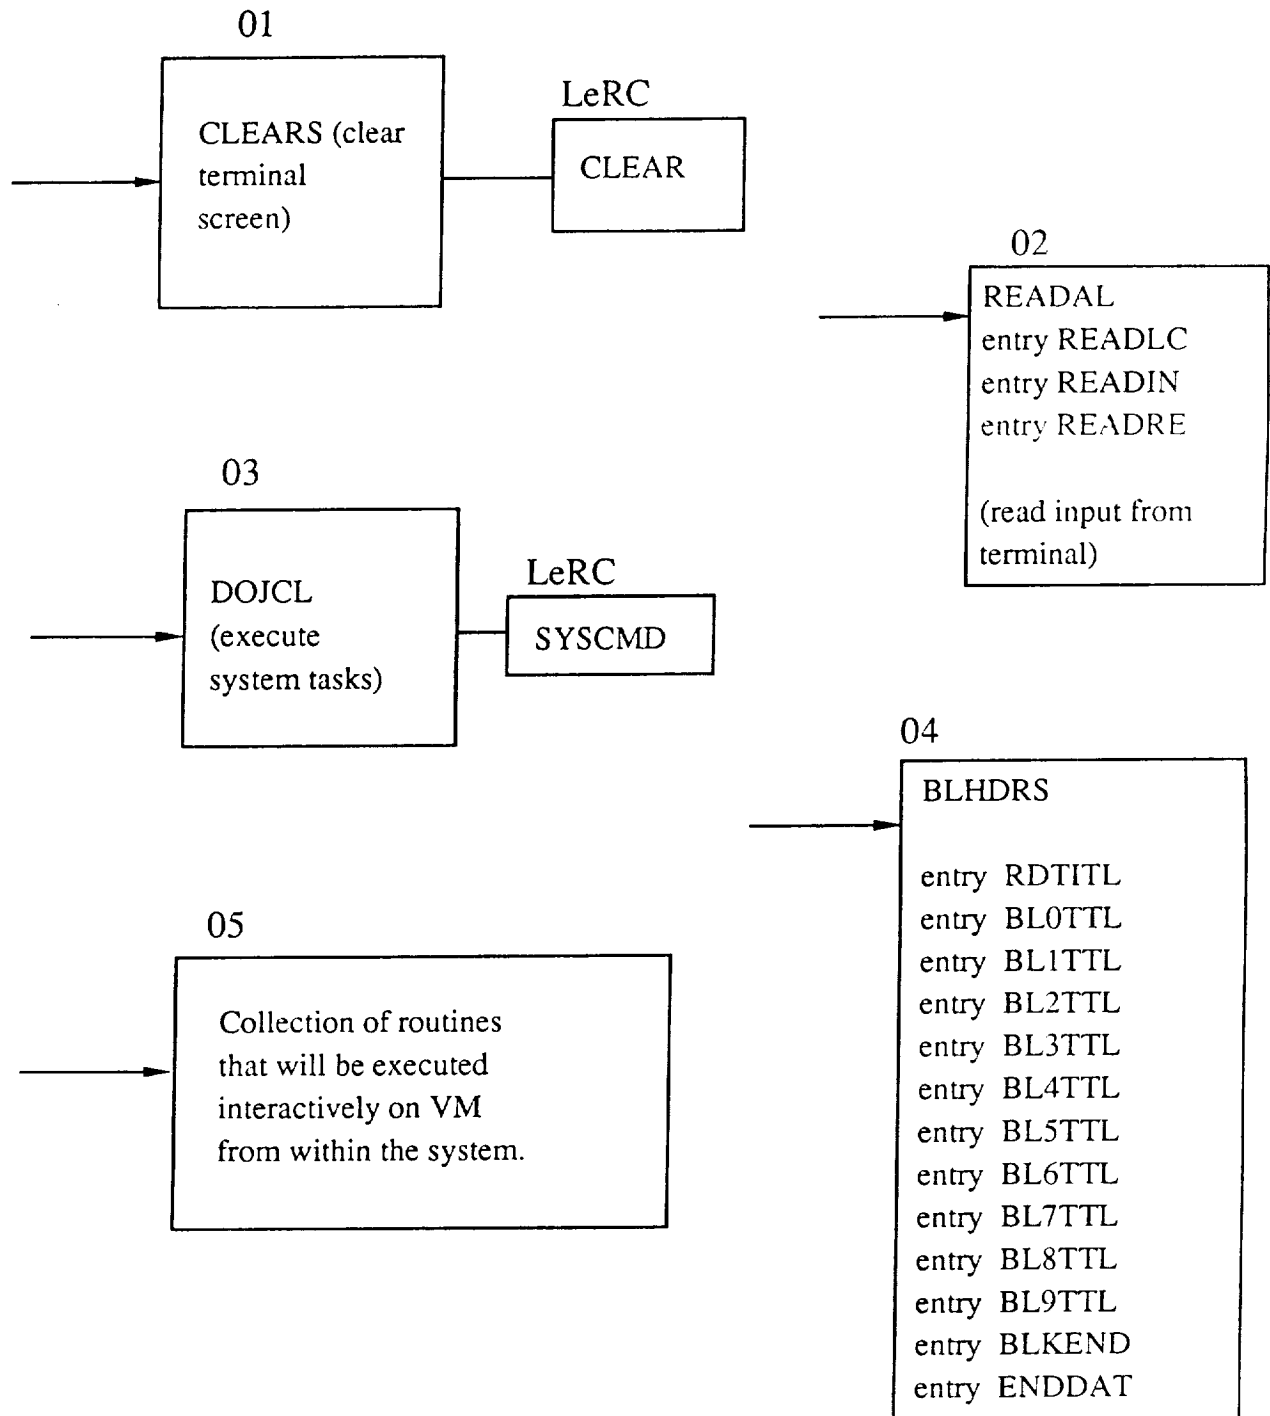 01
CLEARS (clear
terminal
screen)
LeRC
CLEAR
02
READAL
entry READLC
entry READIN
entry READRE
(read input from
terminal)
03
DOJCL
(execute
system tasks)
LeRC
SYSCMD
04
BLHDRS
entry RDTITL
entry BL0TTL
entry BL1TTL
entry BL2TTL
entry BL3TTL
entry BL4TTL
entry BL5TTL
entry BL6TTL
entry BL7TTL
entry BL8TTL
entry BL9TTL
entry BLKEND
entry ENDDAT
05
Collection of routines
that will be executed
interactively on VM
from within the system.